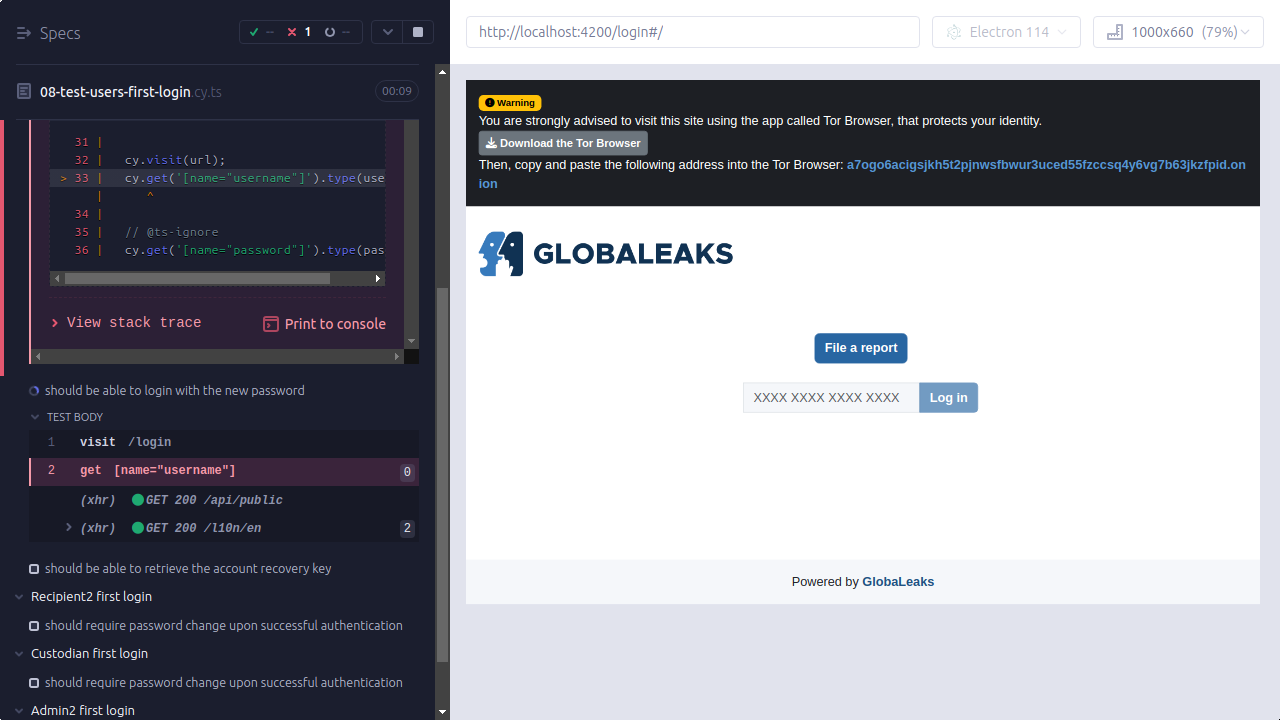 Specs
-- 1 --
08-test-users-first-login.cy.ts
00:09
31 |
32 | cy.visit(url);
> 33 | cy.get('[name="username"]').type(use
| ^
34 |
35 | // @ts-ignore
36 | cy.get('[name="password"]').type(pas
View stack trace
Print to console
should be able to login with the new password
TEST BODY
1 visit /login
2 get [name="username"] 0
(xhr) GET 200 /api/public
(xhr) GET 200 /l10n/en 2
should be able to retrieve the account recovery key
Recipient2 first login
should require password change upon successful authentication
Custodian first login
should require password change upon successful authentication
Admin2 first login
http://localhost:4200/login#/
Electron 114
1000x660 (79%)
Warning
You are strongly advised to visit this site using the app called Tor Browser, that protects your identity.
Download the Tor Browser
Then, copy and paste the following address into the Tor Browser: a7ogo6acigsjkh5t2pjnwsfbwur3uced55fzccsq4y6vg7b63jkzfpid.on
ion
GLOBALEAKS
File a report
XXXX XXXX XXXX XXXX
Log in
Powered by GlobaLeaks